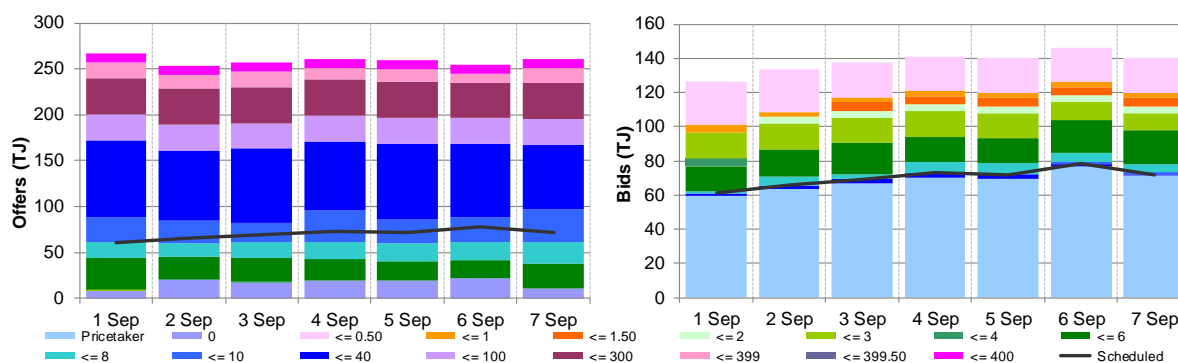 Offers (TJ)
300
250
200
150
100
50
0
1 Sep 2 Sep 3 Sep 4 Sep 5 Sep 6 Sep 7 Sep
Bids (TJ)
160
140
120
100
80
60
40
20
0
1 Sep 2 Sep 3 Sep 4 Sep 5 Sep 6 Sep 7 Sep
Pricetaker 0 <= 0.50 <= 1 <= 1.50 <= 2 <= 3 <= 4 <= 6
<= 8 <= 10 <= 40 <= 100 <= 300 <= 399 <= 399.50 <= 400 Scheduled